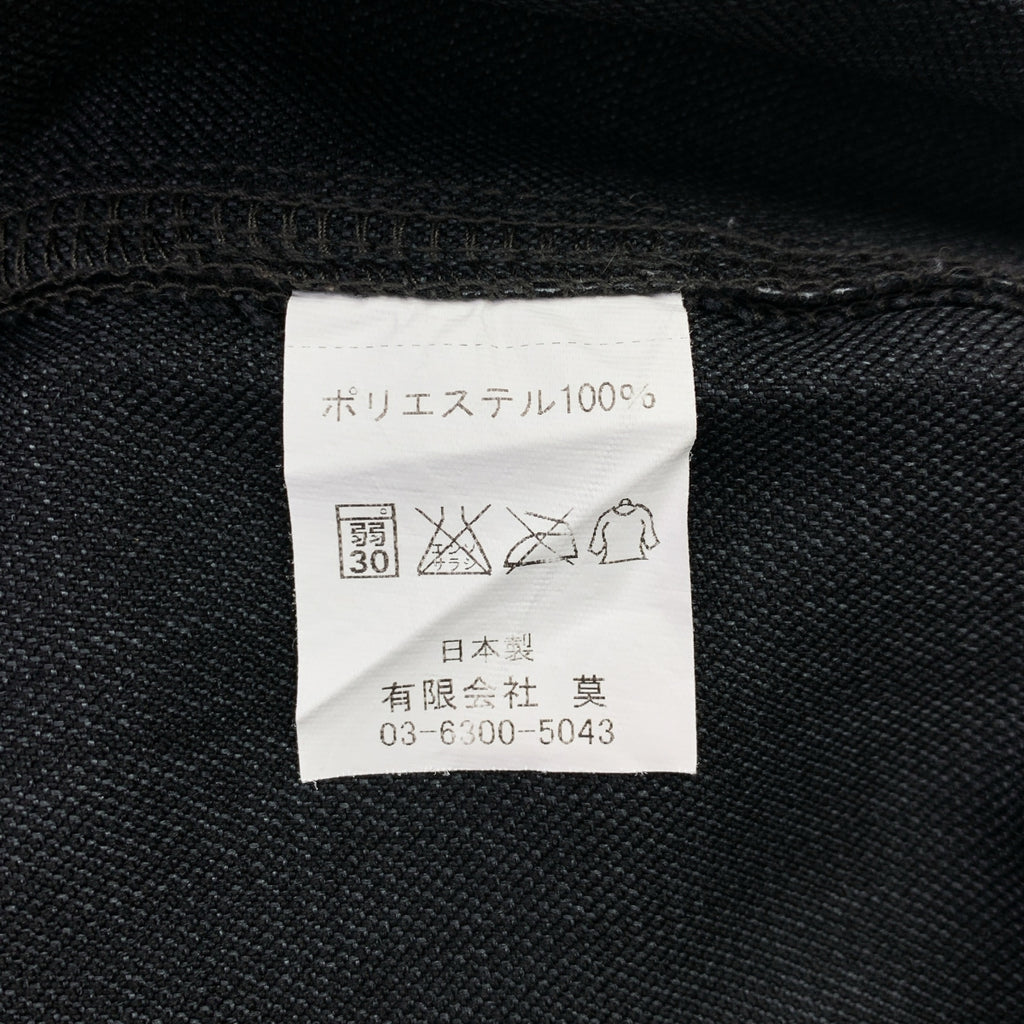 ポリエステル100%
弱
30
エンソ
サラシ
日本製
有限会社 莫
03-6300-5043